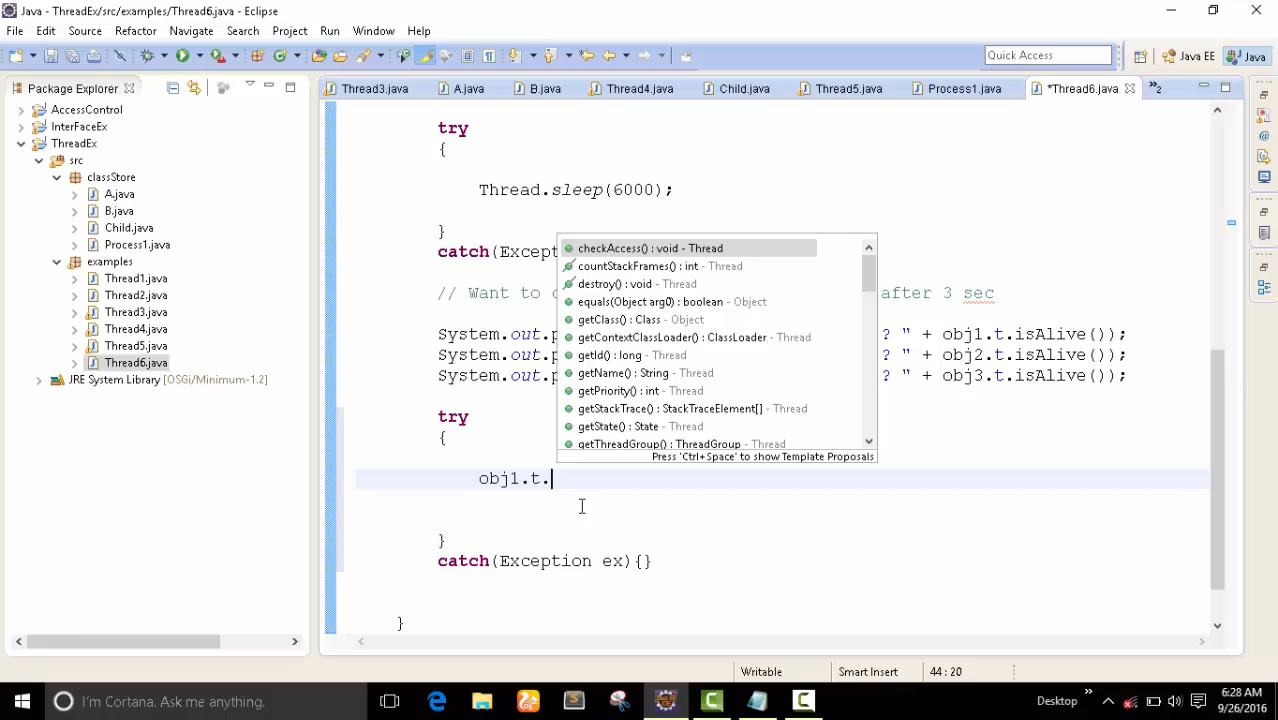 Java - ThreadEx/src/examples/Thread6.java - Eclipse
File Edit Source Refactor Navigate Search Project Run Window Help
Quick Access
Java EE
Java
Package Explorer
Thread3.java A.java B.java Thread4.java Child.java Thread5.java Process1.java *Thread6.java »2
AccessControl
InterFaceEx
ThreadEx
src
classStore
A.java
B.java
Child.java
Process1.java
examples
Thread1.java
Thread2.java
Thread3.java
Thread4.java
Thread5.java
Thread6.java
JRE System Library [OSGi/Minimum-1.2]
try
{
Thread.sleep(6000);
}
catch(Except
// Want to c after 3 sec
System.out.p ? " + obj1.t.isAlive());
System.out.p ? " + obj2.t.isAlive());
System.out.p ? " + obj3.t.isAlive());
try
{
obj1.t.
}
catch(Exception ex){}
}
checkAccess() : void - Thread
countStackFrames() : int - Thread
destroy() : void - Thread
equals(Object arg0) : boolean - Object
getClass() : Class - Object
getContextClassLoader() : ClassLoader - Thread
getId() : long - Thread
getName() : String - Thread
getPriority() : int - Thread
getStackTrace() : StackTraceElement[] - Thread
getState() : State - Thread
getThreadGroup() : ThreadGroup - Thread
Press 'Ctrl+Space' to show Template Proposals
Writable Smart Insert 44 : 20
I'm Cortana. Ask me anything.
Desktop
6:28 AM
9/26/2016